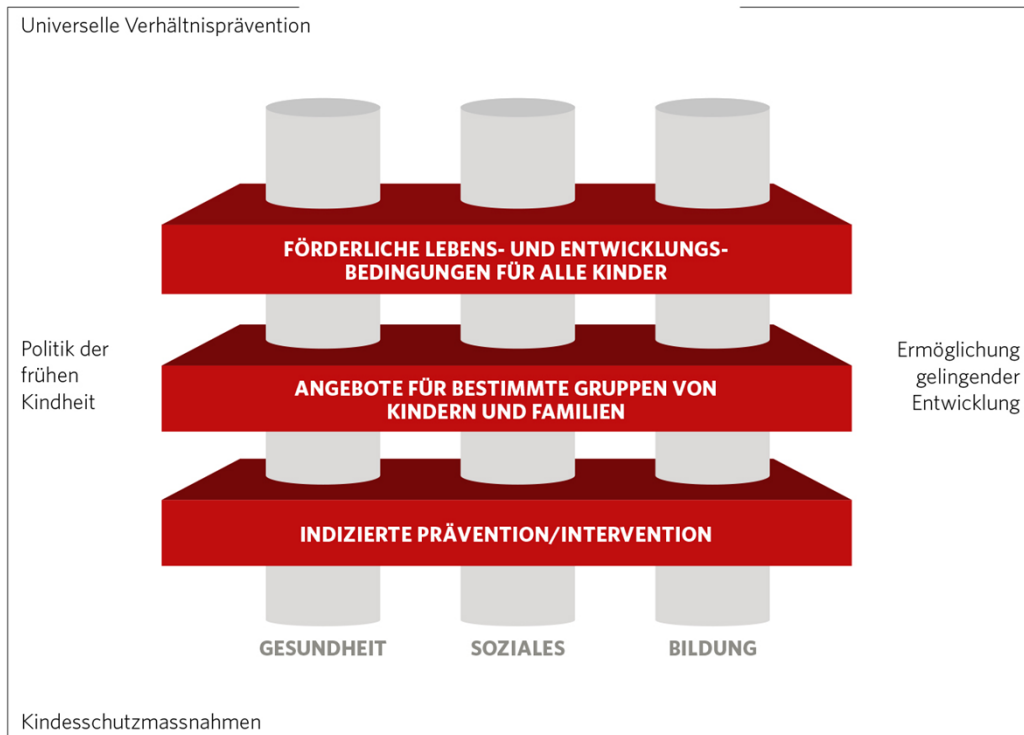 Universelle Verhältnisprävention
FÖRDERLICHE LEBENS- UND ENTWICKLUNGS-
BEDINGUNGEN FÜR ALLE KINDER
Politik der
frühen
Kindheit
ANGEBOTE FÜR BESTIMMTE GRUPPEN VON
KINDERN UND FAMILIEN
Ermöglichung
gelingender
Entwicklung
INDIZIERTE PRÄVENTION/INTERVENTION
GESUNDHEIT
SOZIALES
BILDUNG
Kindesschutzmassnahmen